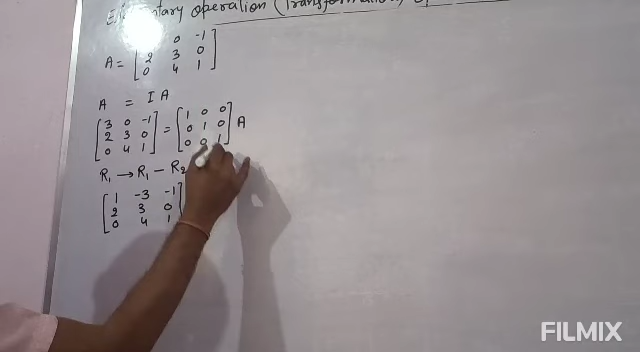 Elementary operation (Transformation) of
A = [ 0 -1
2 3 0
0 4 1 ]
A = I A
[ 3 0 -1 = [ 1 0 0
2 3 0 0 1 0 A
0 4 1 ] 0 0 1 ]
R₁ → R₁ - R₂
[ 1 -3 -1
2 3 0
0 4 1 ]
FILMIX